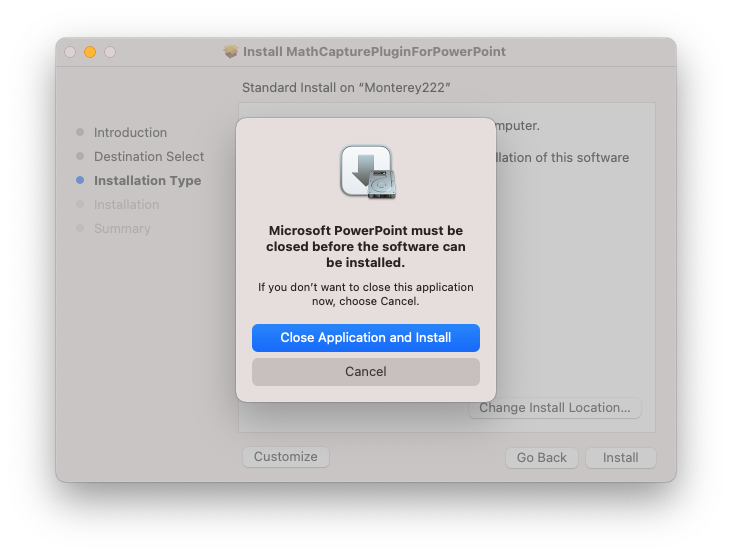 Install MathCapturePluginForPowerPoint
Standard Install on “Monterey222”
Introduction
Destination Select
Installation Type
Installation
Summary
mputer.
llation of this software
Microsoft PowerPoint must be
closed before the software can
be installed.
If you don’t want to close this application
now, choose Cancel.
Close Application and Install
Cancel
Change Install Location...
Customize
Go Back
Install